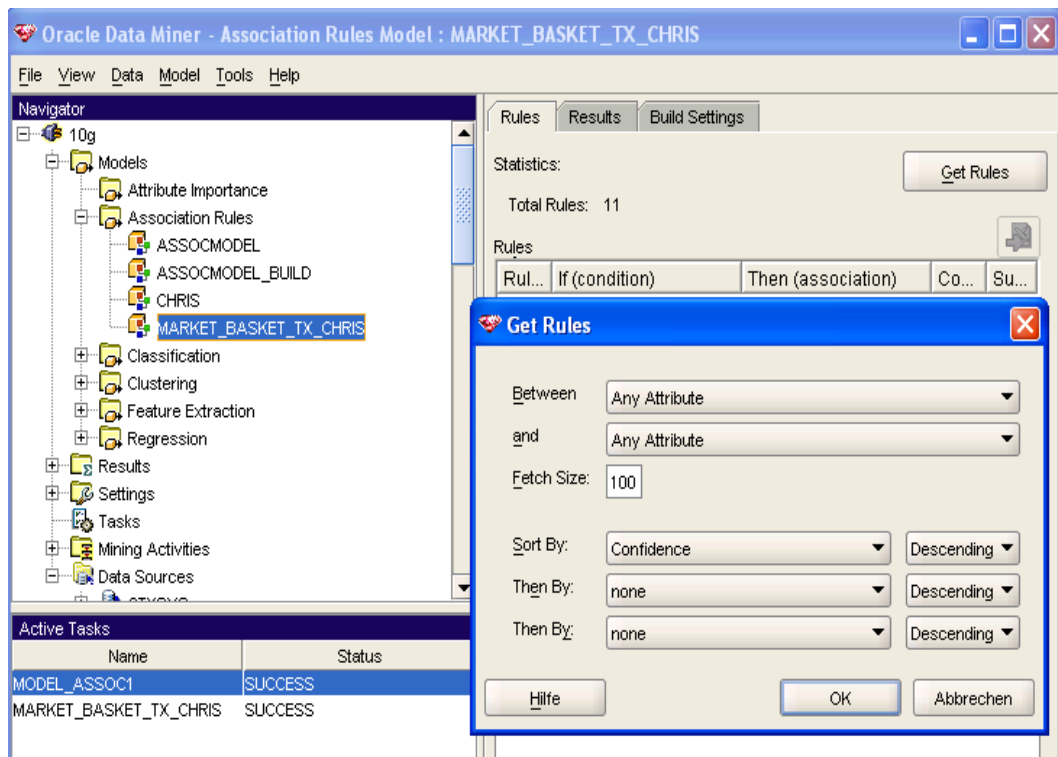 Oracle Data Miner - Association Rules Model : MARKET_BASKET_TX_CHRIS
File View Data Model Tools Help
Navigator
10g
Models
Attribute Importance
Association Rules
ASSOCMODEL
ASSOCMODEL_BUILD
CHRIS
MARKET_BASKET_TX_CHRIS
Classification
Clustering
Feature Extraction
Regression
Results
Settings
Tasks
Mining Activities
Data Sources
Active Tasks
Name Status
MODEL_ASSOC1 SUCCESS
MARKET_BASKET_TX_CHRIS SUCCESS
Rules Results Build Settings
Statistics:
Get Rules
Total Rules: 11
Rules
Rul... If (condition) Then (association) Co... Su...
Get Rules
Between Any Attribute
and Any Attribute
Fetch Size: 100
Sort By: Confidence Descending
Then By: none Descending
Then By: none Descending
Hilfe OK Abbrechen